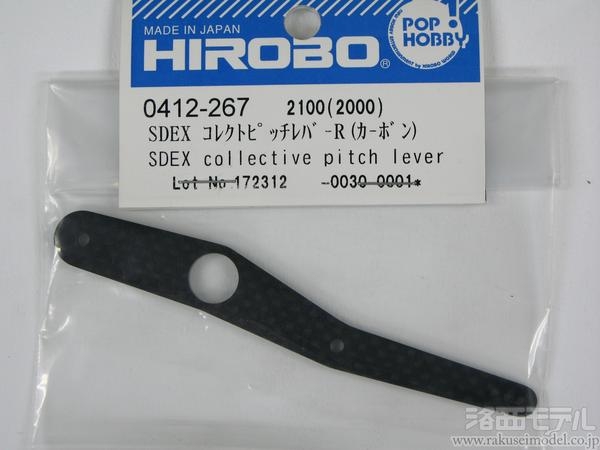 MADE IN JAPAN
HIROBO®
POP!
HOBBY
0412-267 2100(2000)
SDEX コレクトピッチレバ-R(カーボン)
SDEX collective pitch lever
Lot No 172312 -0030-0001*
洛西モデル
www.rakuseimodel.co.jp